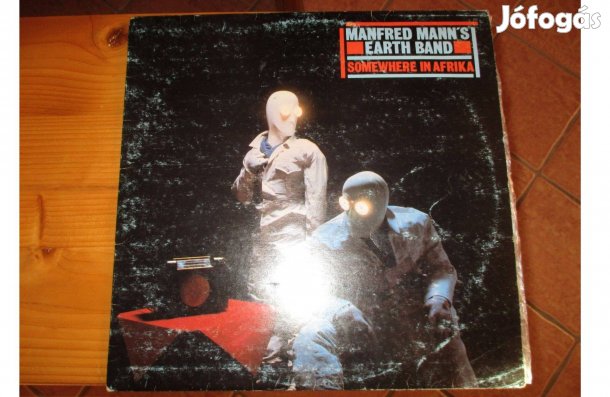 Jófogás
MANFRED MANN'S
EARTH BAND
SOMEWHERE IN AFRIKA